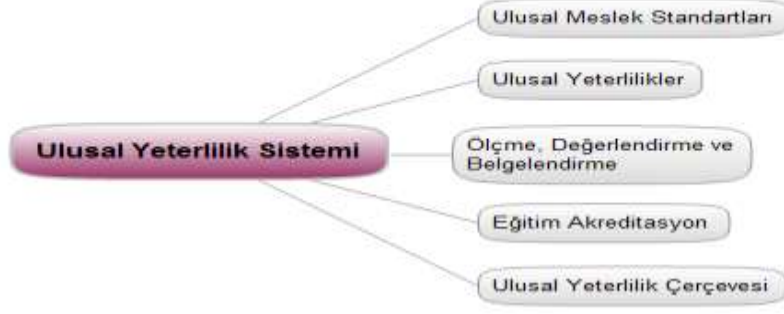 Ulusal Meslek Standartları
Ulusal Yeterlilikler
Ulusal Yeterlilik Sistemi
Ölçme, Değerlendirme ve
Belgelendirme
Eğitim Akreditasyon
Ulusal Yeterlilik Çerçevesi